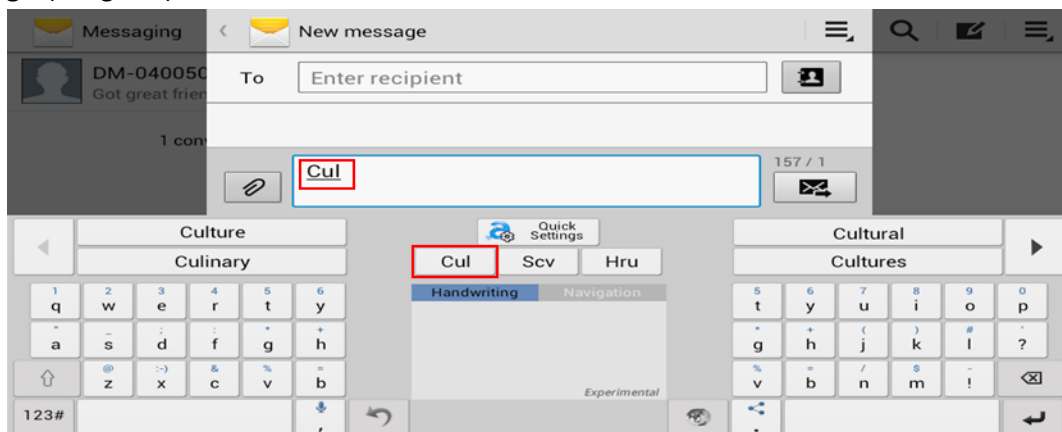 Messaging
New message
DM-040050
Got great frien
To
Enter recipient
1 con
Cul
157 / 1
Culture
Culinary
Quick
Settings
Cultural
Cultures
Cul Scv Hru
Handwriting Navigation
Experimental
1 2 3 4 5 6
q w e r t y
5 6 7 8 9 0
t y u i o p
a s d f g h
_ ; : * +
g h j k l ?
* + ( ) # '
@ :-) & % =
z x c v b
% = / $ -
v b n m !
123#
,
.